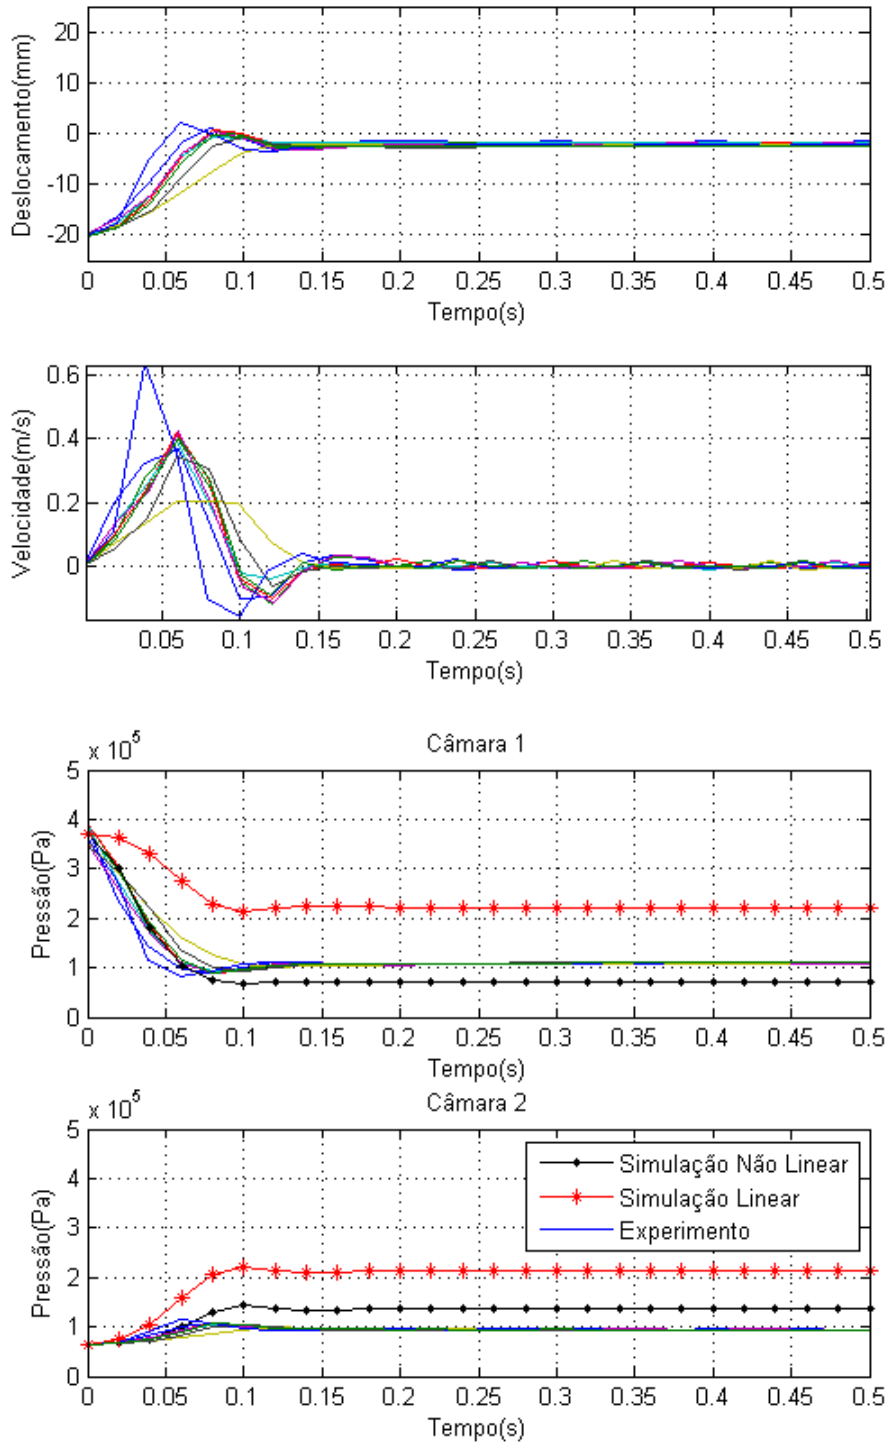 20
10
0
-10
-20
Deslocamento(mm)
0 0.05 0.1 0.15 0.2 0.25 0.3 0.35 0.4 0.45 0.5
Tempo(s)
0.6
0.4
0.2
0
Velocidade(m/s)
0.05 0.1 0.15 0.2 0.25 0.3 0.35 0.4 0.45 0.5
Tempo(s)
x 10^5
Câmara 1
5
4
3
2
1
0
Pressão(Pa)
0 0.05 0.1 0.15 0.2 0.25 0.3 0.35 0.4 0.45 0.5
Tempo(s)
x 10^5
Câmara 2
5
4
3
2
1
0
Pressão(Pa)
Simulação Não Linear
Simulação Linear
Experimento
0 0.05 0.1 0.15 0.2 0.25 0.3 0.35 0.4 0.45 0.5
Tempo(s)